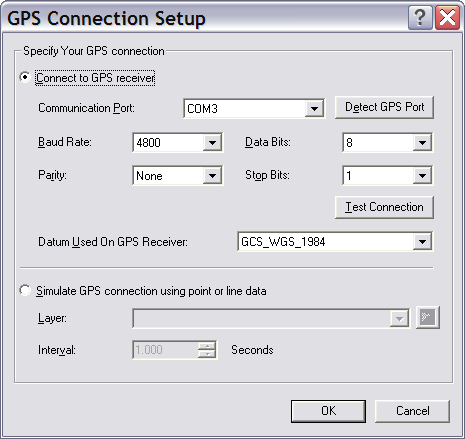 GPS Connection Setup
Specify Your GPS connection
Connect to GPS receiver
Communication Port: COM3 Detect GPS Port
Baud Rate: 4800 Data Bits: 8
Parity: None Stop Bits: 1
Test Connection
Datum Used On GPS Receiver: GCS_WGS_1984
Simulate GPS connection using point or line data
Layer:
Interval: 1.000 Seconds
OK Cancel